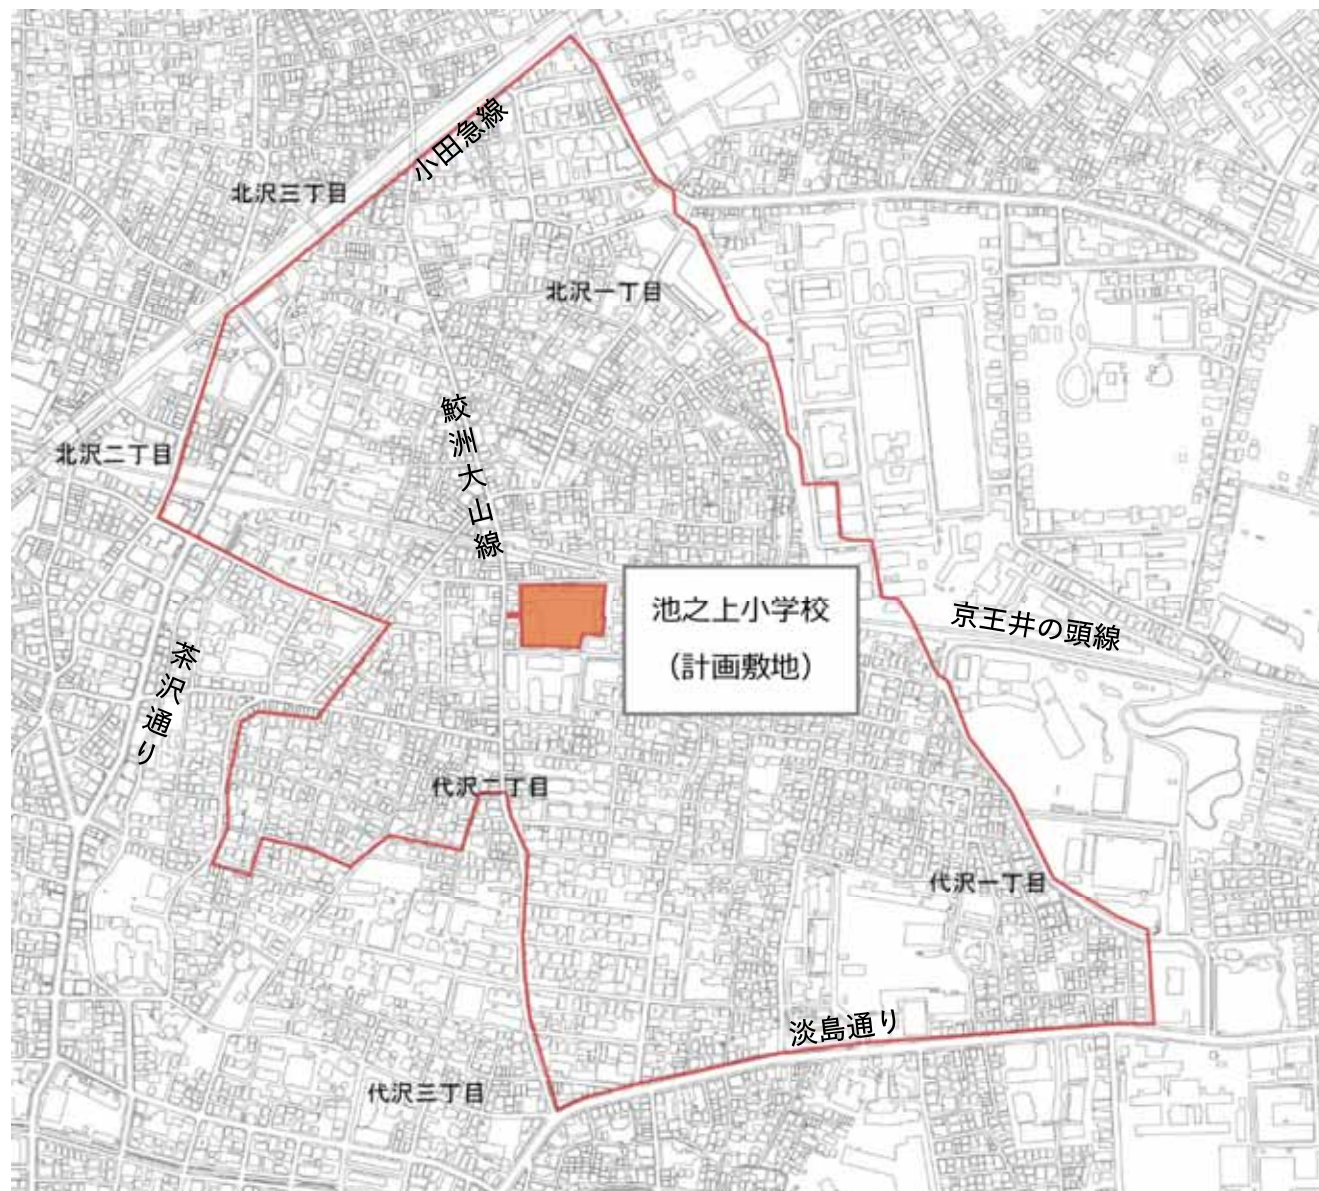 小田急線
北沢三丁目
北沢一丁目
鮫洲大山線
北沢二丁目
池之上小学校
（計画敷地）
京王井の頭線
茶沢通り
代沢二丁目
代沢一丁目
淡島通り
代沢三丁目